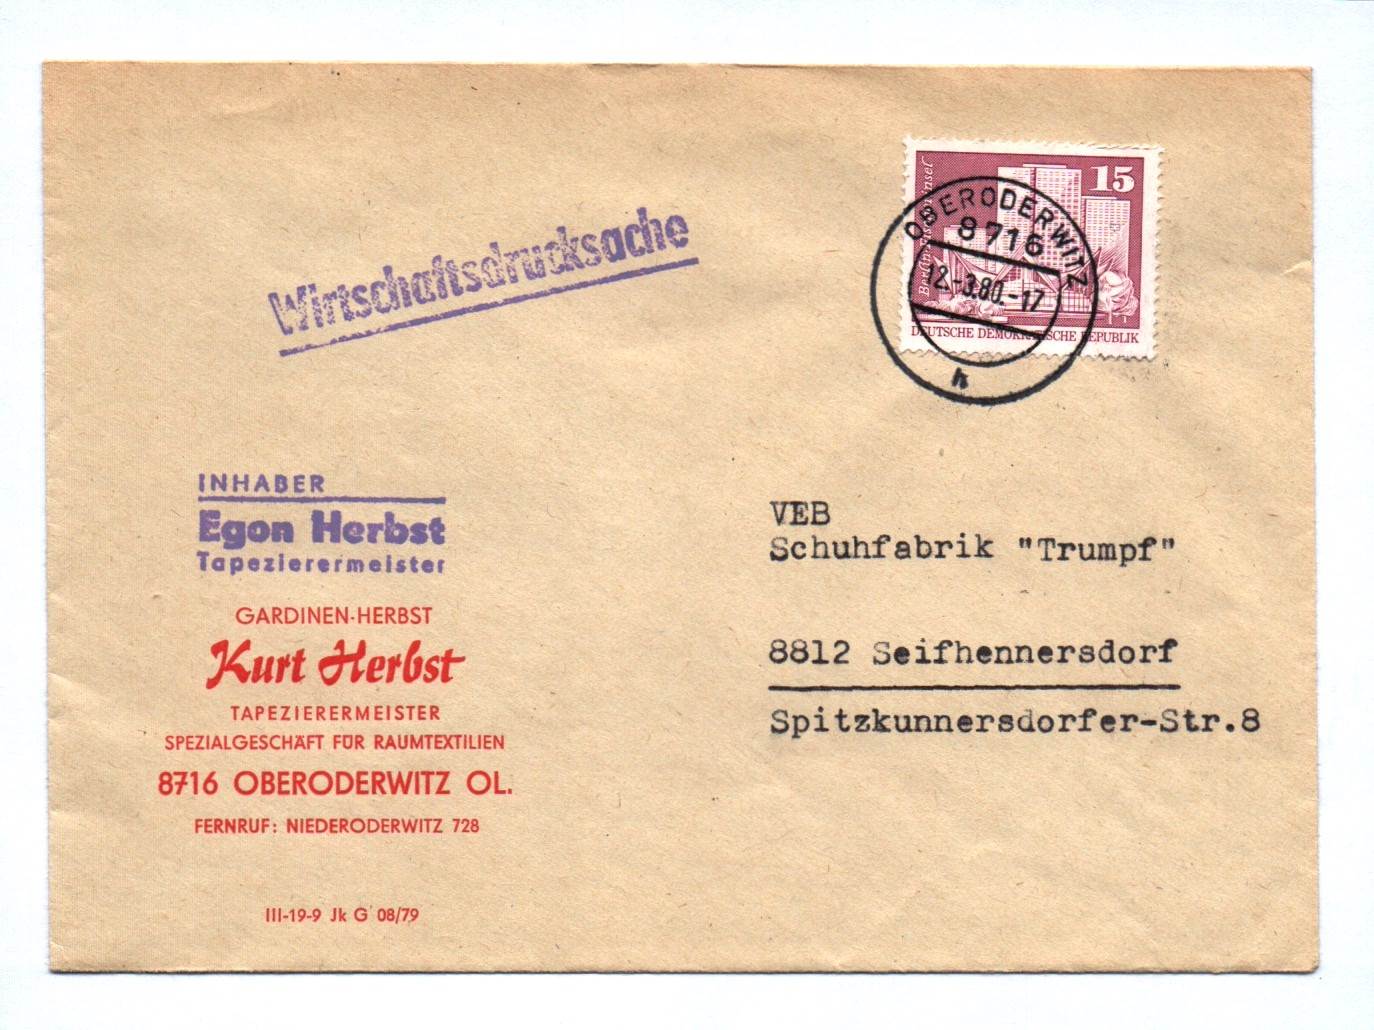 Wirtschaftsdrucksache
15
DEUTSCHE DEMOKRATISCHE REPUBLIK
OBERODERWITZ
8716
12.-3.80.-17
h
INHABER
Egon Herbst
Tapezierermeister
GARDINEN-HERBST
Kurt Herbst
TAPEZIERERMEISTER
SPEZIALGESCHÄFT FÜR RAUMTEXTILIEN
8716 OBERODERWITZ OL.
FERNRUF: NIEDERODERWITZ 728
III-19-9 Jk G 08/79
VEB
Schuhfabrik "Trumpf"
8812 Seifhennersdorf
Spitzkunnersdorfer-Str.8